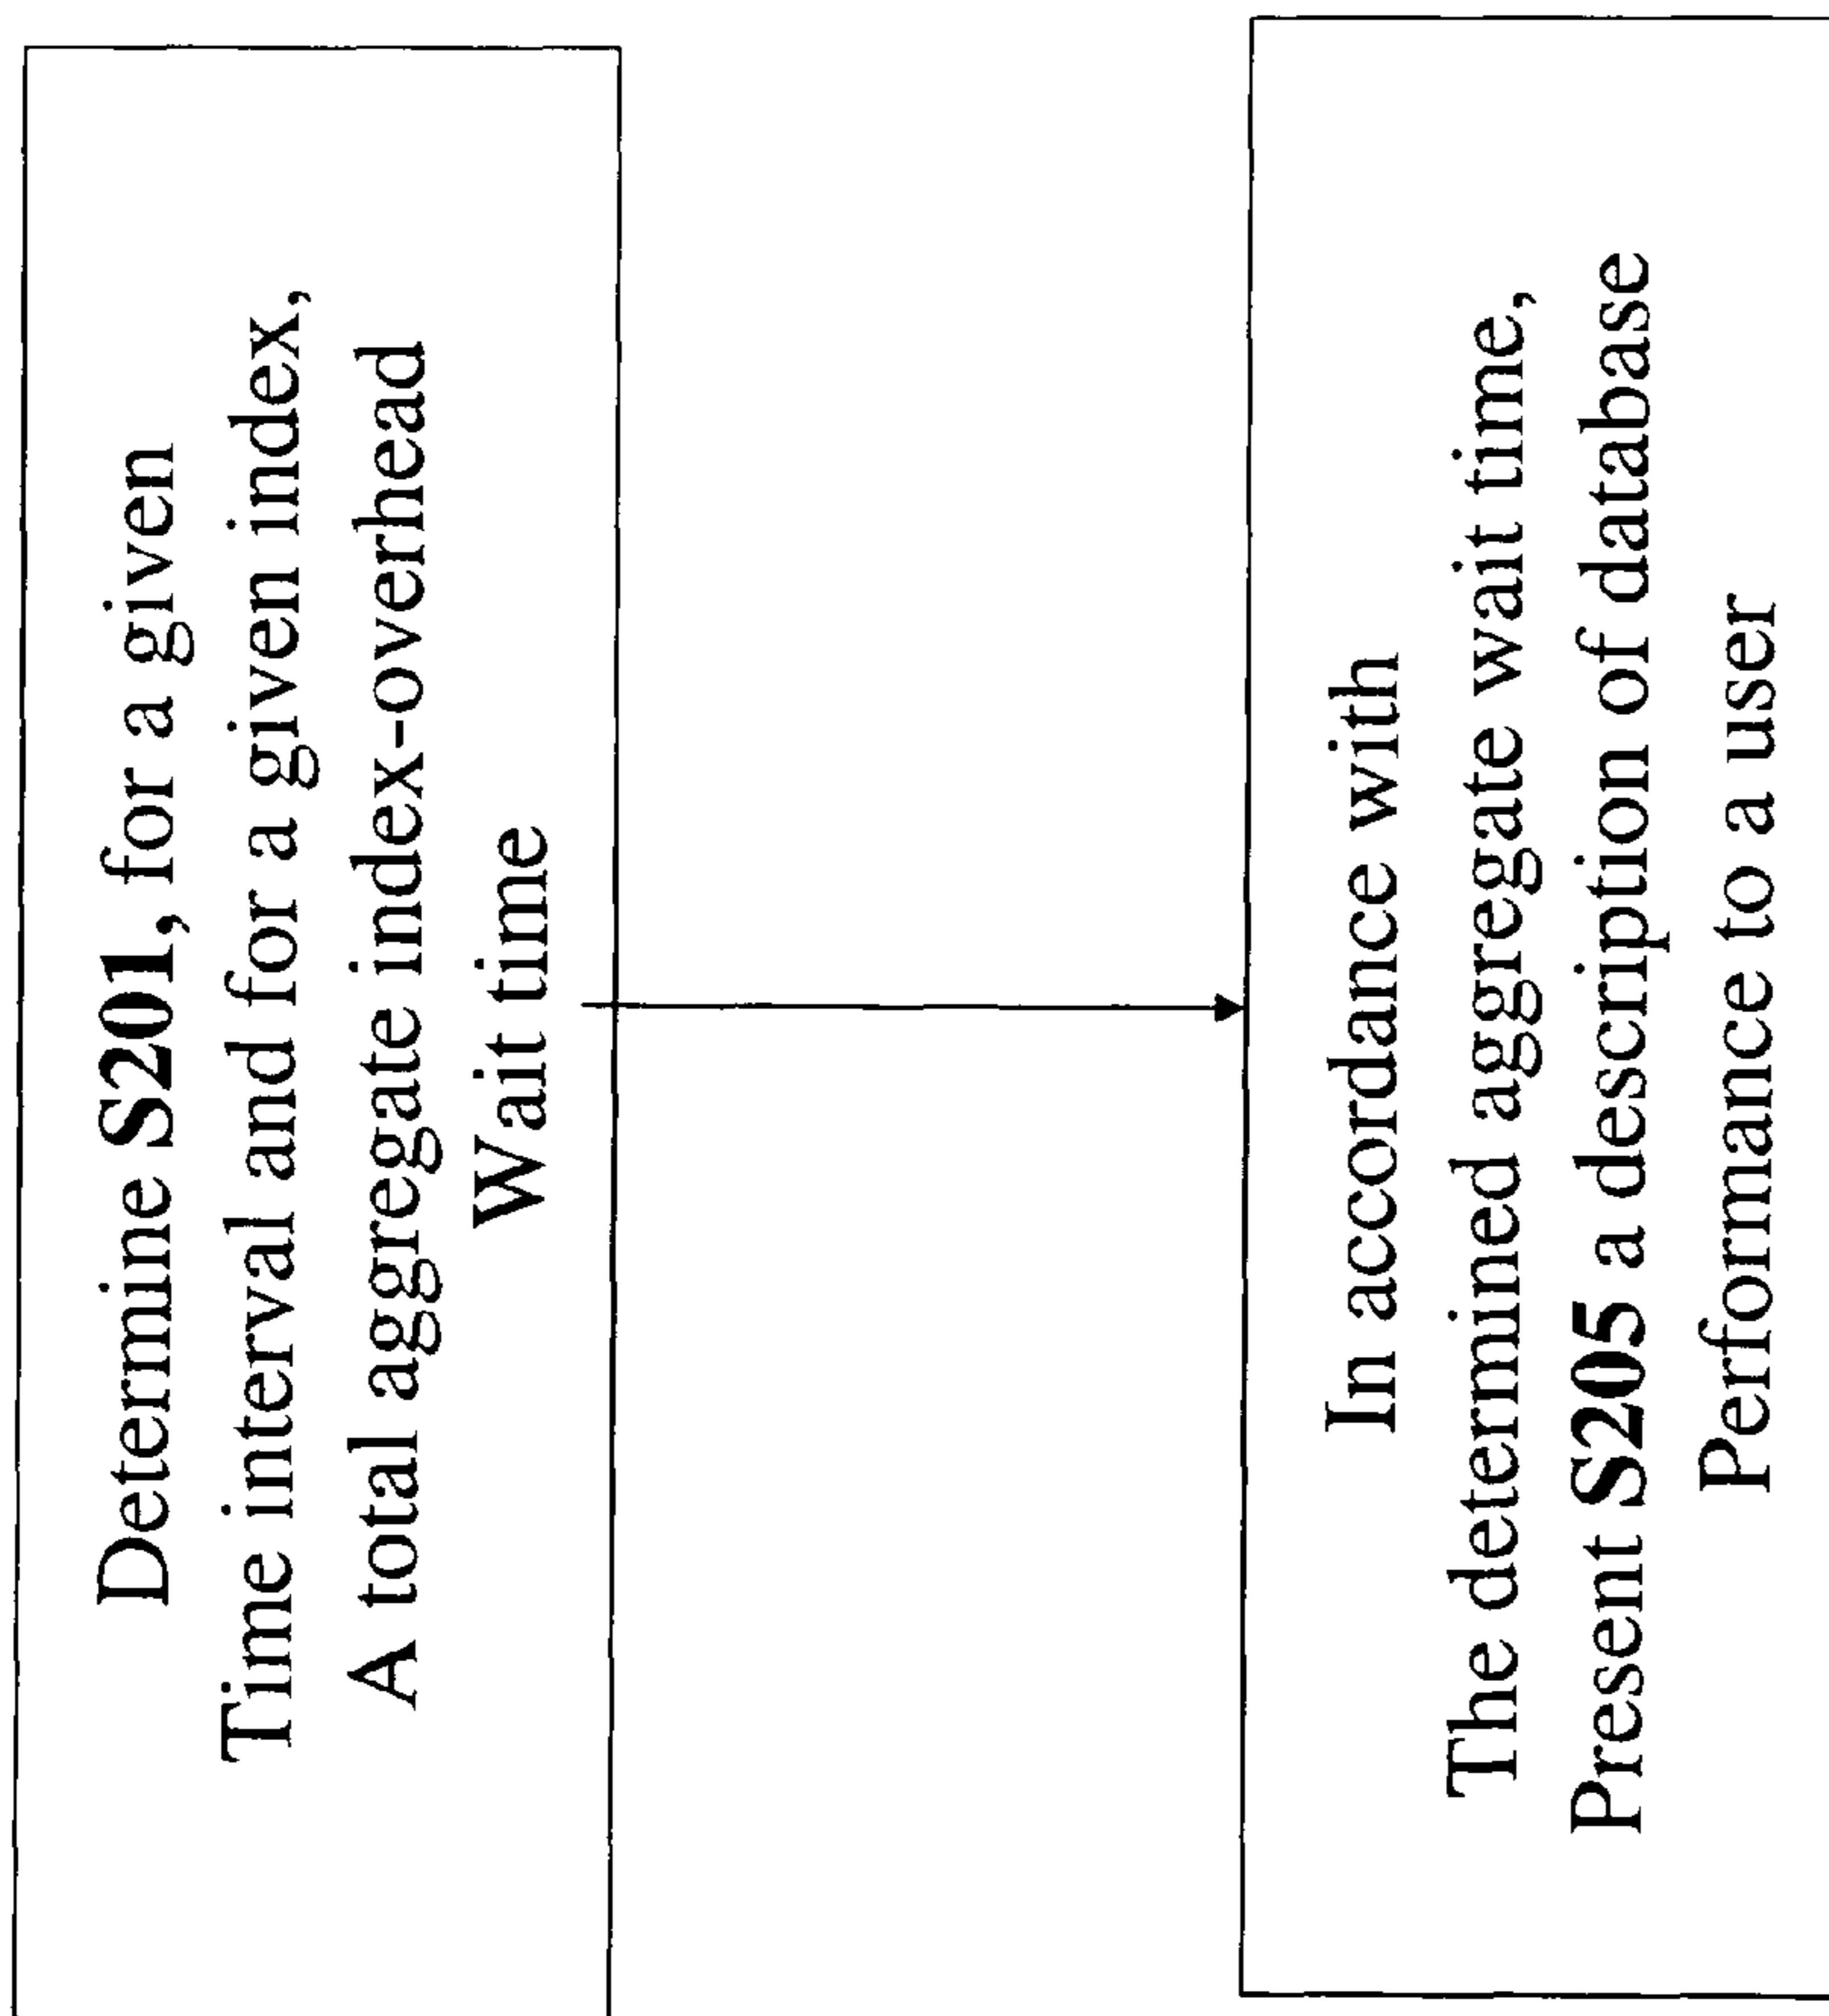 Determine S201, for a given
Time interval and for a given index,
A total aggregate index-overhead
Wait time
In accordance with
The determined aggregate wait time,
Present S205 a description of database
Performance to a user